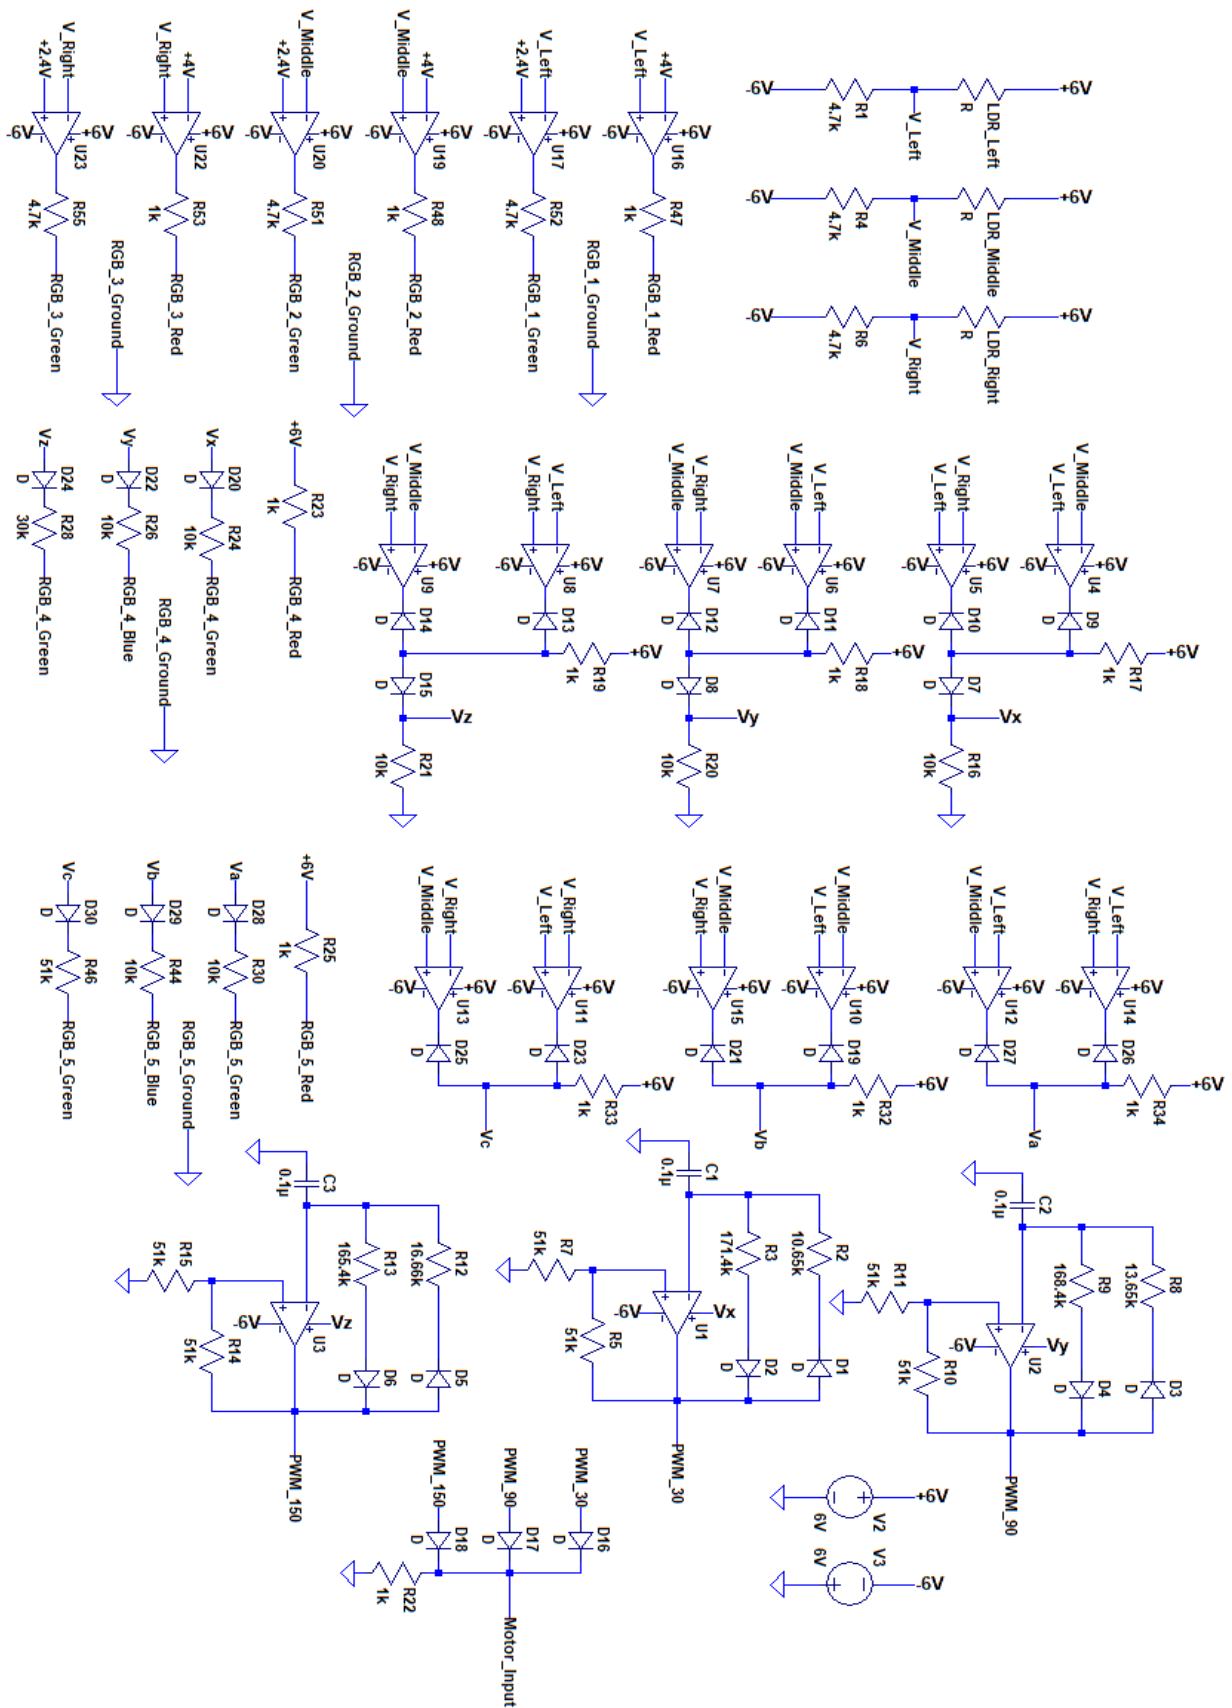 V_Right
+2.4V
-6V
+6V
U23
R55
4.7k
RGB_3_Green
+4V
V_Right
-6V
+6V
U22
R53
1k
RGB_3_Red
RGB_3_Ground
V_Middle
+2.4V
-6V
+6V
U20
R51
4.7k
RGB_2_Green
+4V
V_Middle
-6V
+6V
U19
R48
1k
RGB_2_Red
RGB_2_Ground
V_Left
+2.4V
-6V
+6V
U17
R52
4.7k
RGB_1_Green
+4V
V_Left
-6V
+6V
U16
R47
1k
RGB_1_Red
RGB_1_Ground
-6V
R1
4.7k
V_Left
LDR_Left
R
+6V
-6V
R4
4.7k
V_Middle
LDR_Middle
R
+6V
-6V
R6
4.7k
V_Right
LDR_Right
R
+6V
Vz
D24
D
R28
30k
RGB_4_Green
Vy
D22
D
R26
10k
RGB_4_Blue
RGB_4_Ground
Vx
D20
D
R24
10k
RGB_4_Green
+6V
R23
1k
RGB_4_Red
V_Middle
V_Right
-6V
+6V
U9
D14
D
V_Left
V_Right
-6V
+6V
U8
D13
D
R19
1k
+6V
D15
D
Vz
R21
10k
V_Right
V_Middle
-6V
+6V
U7
D12
D
V_Left
V_Middle
-6V
+6V
U6
D11
D
R18
1k
+6V
D8
D
Vy
R20
10k
V_Right
V_Left
-6V
+6V
U5
D10
D
V_Middle
V_Left
-6V
+6V
U4
D9
D
R17
1k
+6V
D7
D
Vx
R16
10k
Vc
D30
D
R46
51k
RGB_5_Green
Vb
D29
D
R44
10k
RGB_5_Blue
RGB_5_Ground
Va
D28
D
R30
10k
RGB_5_Green
+6V
R25
1k
RGB_5_Red
V_Right
V_Middle
-6V
+6V
U13
D25
D
V_Right
V_Left
-6V
+6V
U11
D23
D
R33
1k
+6V
Vc
V_Middle
V_Right
-6V
+6V
U15
D21
D
V_Middle
V_Left
-6V
+6V
U10
D19
D
R32
1k
+6V
Vb
V_Left
V_Middle
-6V
+6V
U12
D27
D
V_Left
V_Right
-6V
+6V
U14
D26
D
R34
1k
+6V
Va
C3
0.1µ
R15
51k
R14
51k
R13
165.4k
R12
16.66k
-6V
Vz
U3
D6
D
D5
D
PWM_150
C1
0.1µ
R7
51k
R5
51k
R3
171.4k
R2
10.65k
-6V
Vx
U1
D2
D
D1
D
PWM_30
C2
0.1µ
R11
51k
R10
51k
R9
168.4k
R8
13.65k
-6V
Vy
U2
D4
D
D3
D
PWM_90
PWM_150
D18
D
PWM_90
D17
D
PWM_30
D16
D
R22
1k
Motor_Input
V2
6V
+6V
V3
6V
-6V